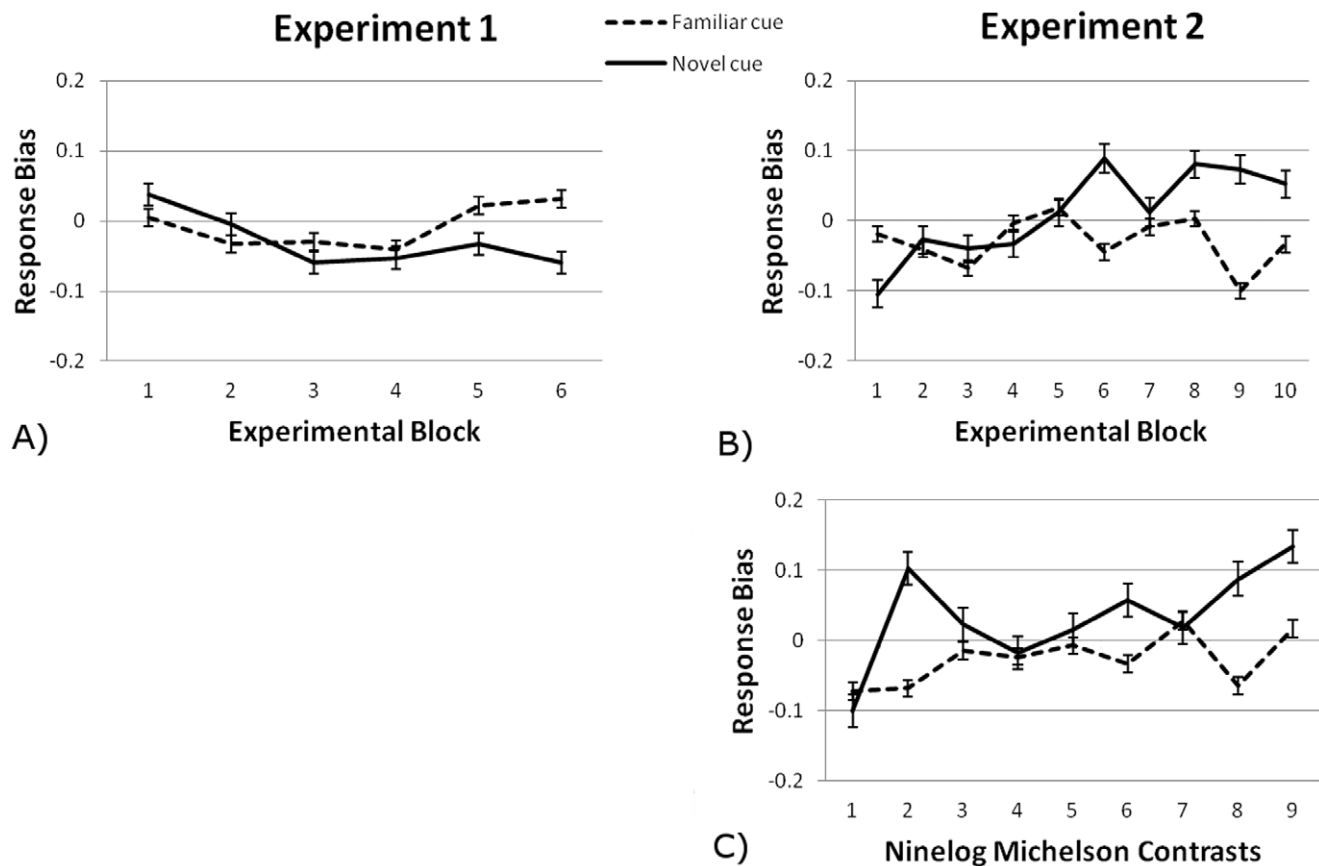 Experiment 1
Familiar cue
Novel cue
Experiment 2
Response Bias
0.2
0.1
0
-0.1
-0.2
1 2 3 4 5 6
Experimental Block
A)
Response Bias
0.2
0.1
0
-0.1
-0.2
1 2 3 4 5 6 7 8 9 10
Experimental Block
B)
Response Bias
0.2
0.1
0
-0.1
-0.2
1 2 3 4 5 6 7 8 9
Ninelog Michelson Contrasts
C)